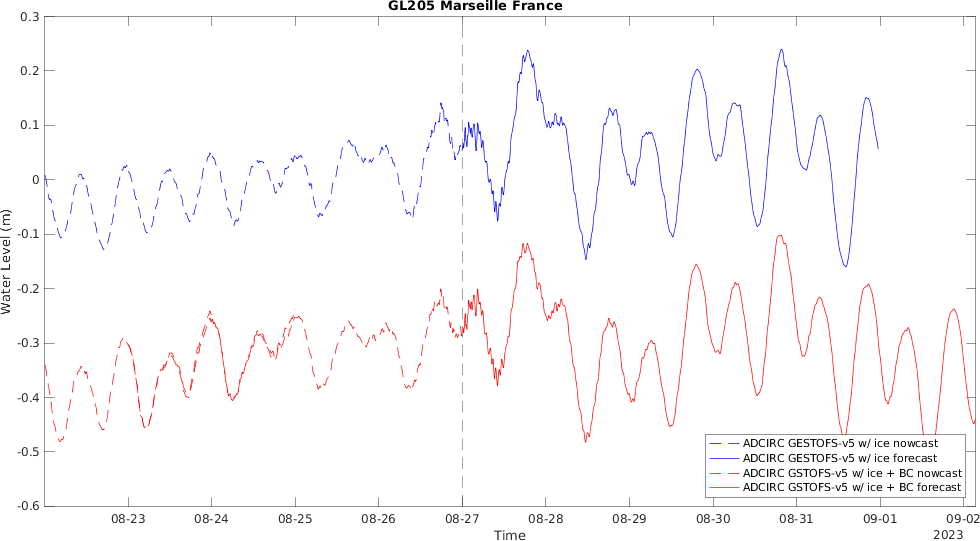 GL205 Marseille France
0.3
0.2
0.1
0
-0.1
-0.2
-0.3
-0.4
-0.5
-0.6
Water Level (m)
ADCIRC GESTOFS-v5 w/ ice nowcast
ADCIRC GESTOFS-v5 w/ ice forecast
ADCIRC GSTOFS-v5 w/ ice + BC nowcast
ADCIRC GSTOFS-v5 w/ ice + BC forecast
08-23 08-24 08-25 08-26 08-27 08-28 08-29 08-30 08-31 09-01 09-02
Time
2023